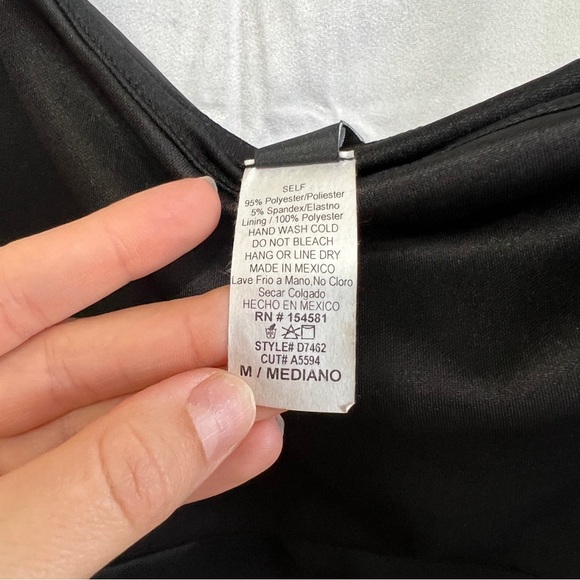 SELF
95% Polyester/Poliester
5% Spandex/Elastno
Lining / 100% Polyester
HAND WASH COLD
DO NOT BLEACH
HANG OR LINE DRY
MADE IN MEXICO
Lave Frio a Mano,No Cloro
Secar Colgado
HECHO EN MEXICO
RN # 154581
STYLE# D7462
CUT# A5594
M / MEDIANO